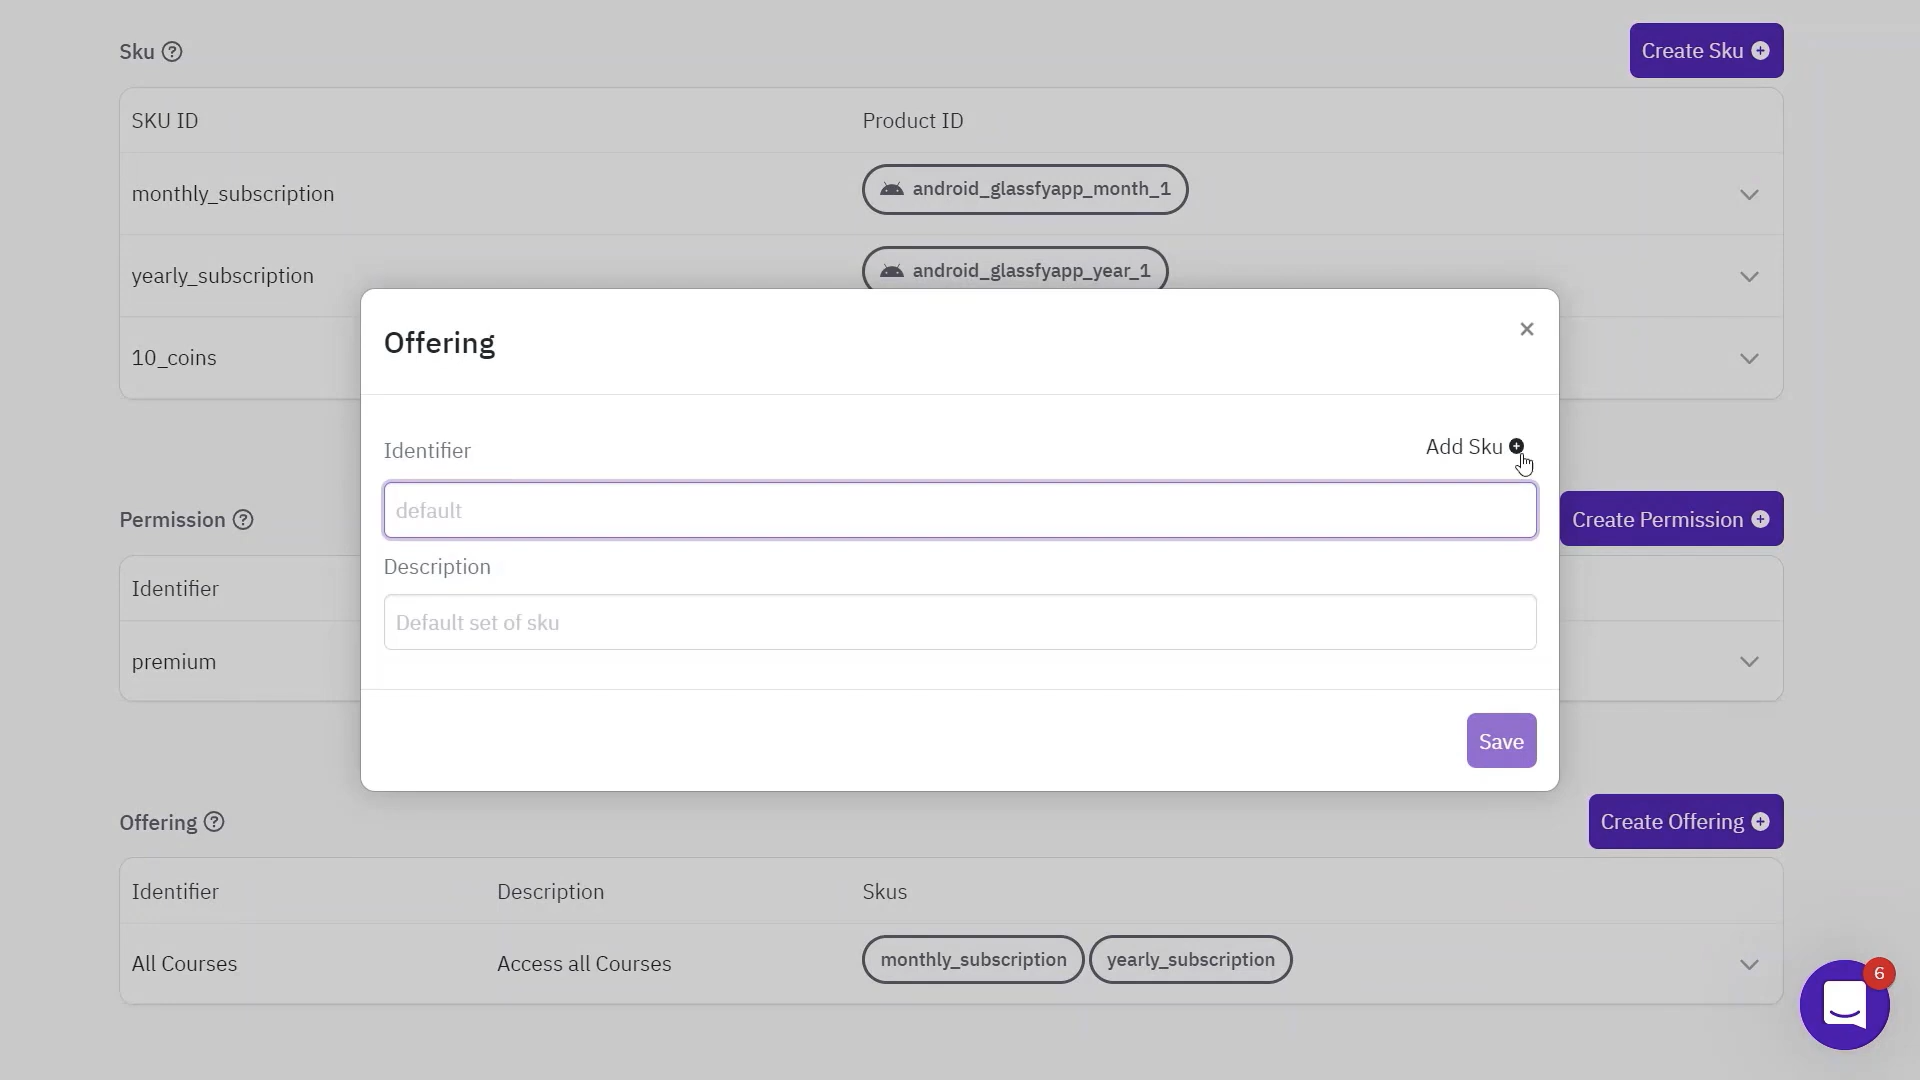 Sku
Create Sku
SKU ID
Product ID
monthly_subscription
android_glassfyapp_month_1
yearly_subscription
android_glassfyapp_year_1
10_coins
Offering
×
Identifier
Add Sku
default
Description
Default set of sku
Save
Permission
Create Permission
Identifier
premium
Offering
Create Offering
Identifier
Description
Skus
All Courses
Access all Courses
monthly_subscription
yearly_subscription
6